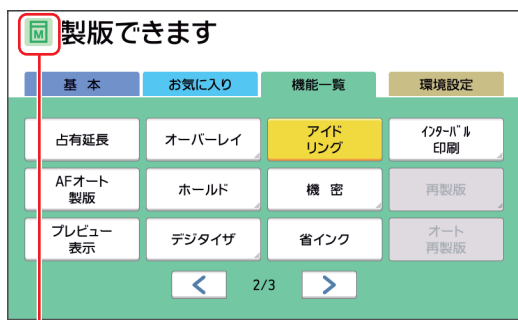 M 製版できます
基本 お気に入り 機能一覧 環境設定
占有延長 オーバーレイ アイド
リング インターバル
印刷
AFオート
製版 ホールド 機密 再製版
プレビュー
表示 デジタイザ 省インク オート
再製版
< 2/3 >